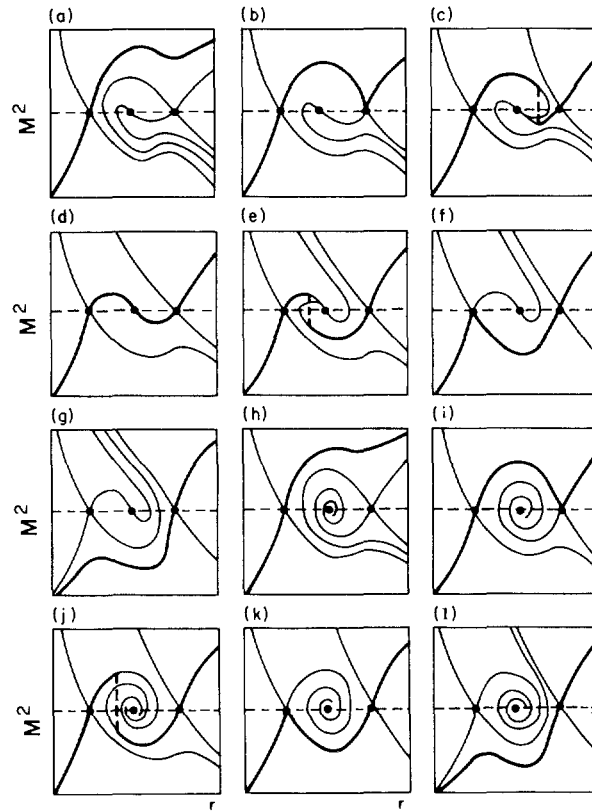 (a) (b) (c)
M²
(d) (e) (f)
M²
(g) (h) (i)
M²
(j) (k) (l)
M²
r r r